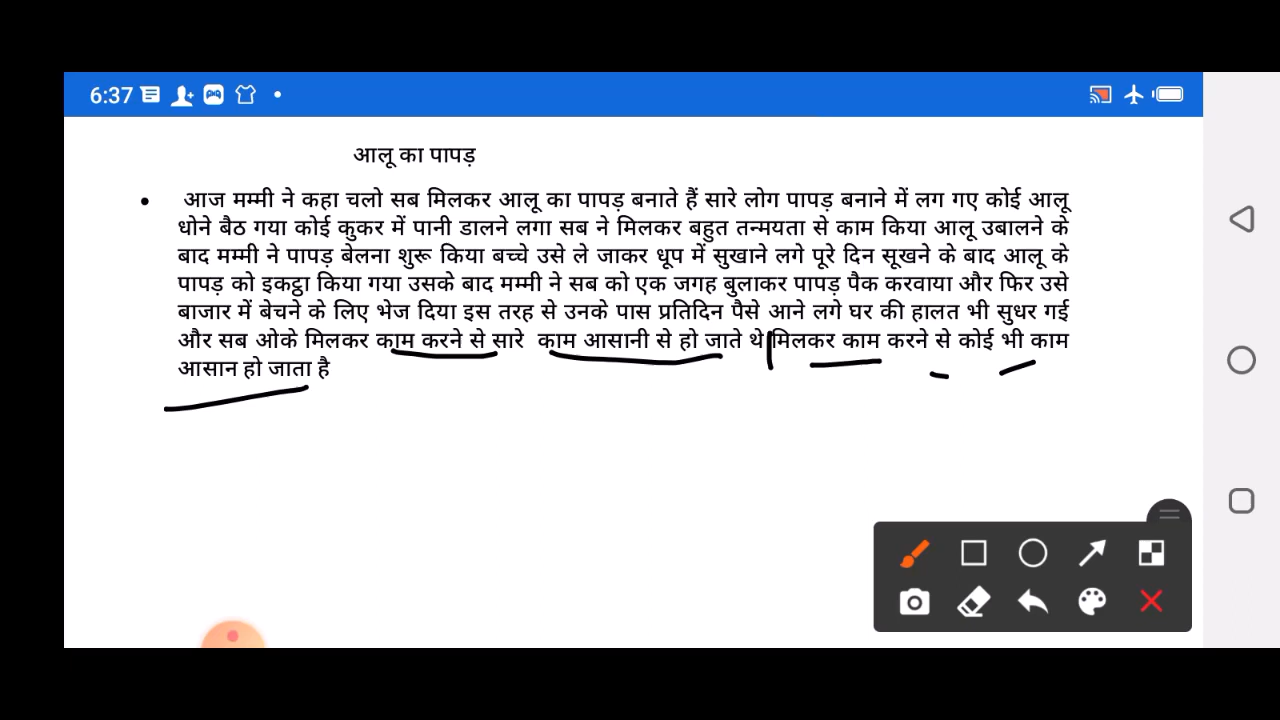 6:37
आलू का पापड़
• आज मम्मी ने कहा चलो सब मिलकर आलू का पापड़ बनाते हैं सारे लोग पापड़ बनाने में लग गए कोई आलू
धोने बैठ गया कोई कुकर में पानी डालने लगा सब ने मिलकर बहुत तन्मयता से काम किया आलू उबालने के
बाद मम्मी ने पापड़ बेलना शुरू किया बच्चे उसे ले जाकर धूप में सुखाने लगे पूरे दिन सूखने के बाद आलू के
पापड़ को इकट्ठा किया गया उसके बाद मम्मी ने सब को एक जगह बुलाकर पापड़ पैक करवाया और फिर उसे
बाजार में बेचने के लिए भेज दिया इस तरह से उनके पास प्रतिदिन पैसे आने लगे घर की हालत भी सुधर गई
और सब ओके मिलकर काम करने से सारे काम आसानी से हो जाते थे मिलकर काम करने से कोई भी काम
आसान हो जाता है